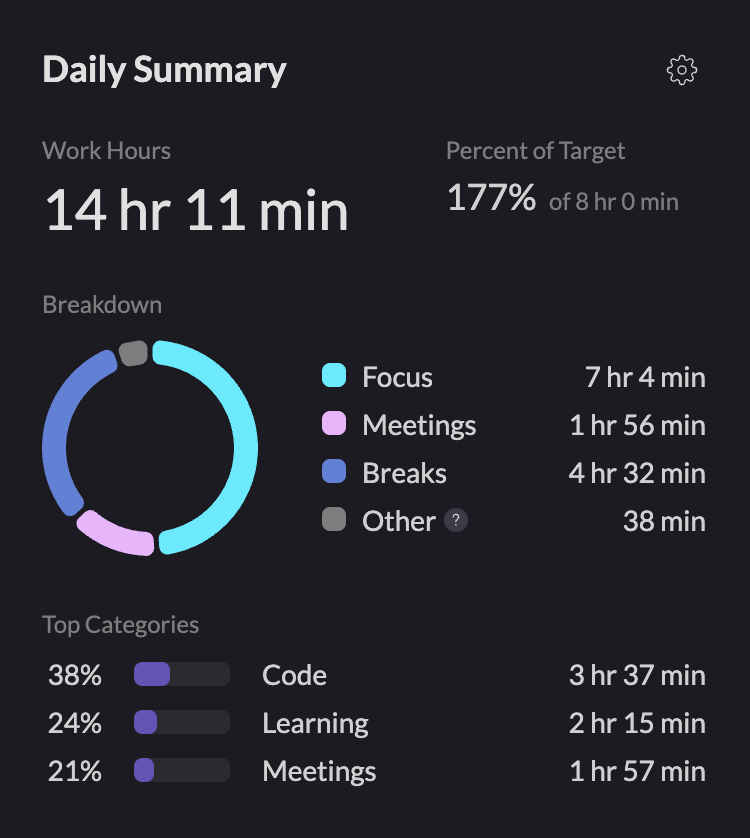 Daily Summary
Work Hours
Percent of Target
14 hr 11 min
177% of 8 hr 0 min
Breakdown
Focus 7 hr 4 min
Meetings 1 hr 56 min
Breaks 4 hr 32 min
Other ? 38 min
Top Categories
38% Code 3 hr 37 min
24% Learning 2 hr 15 min
21% Meetings 1 hr 57 min